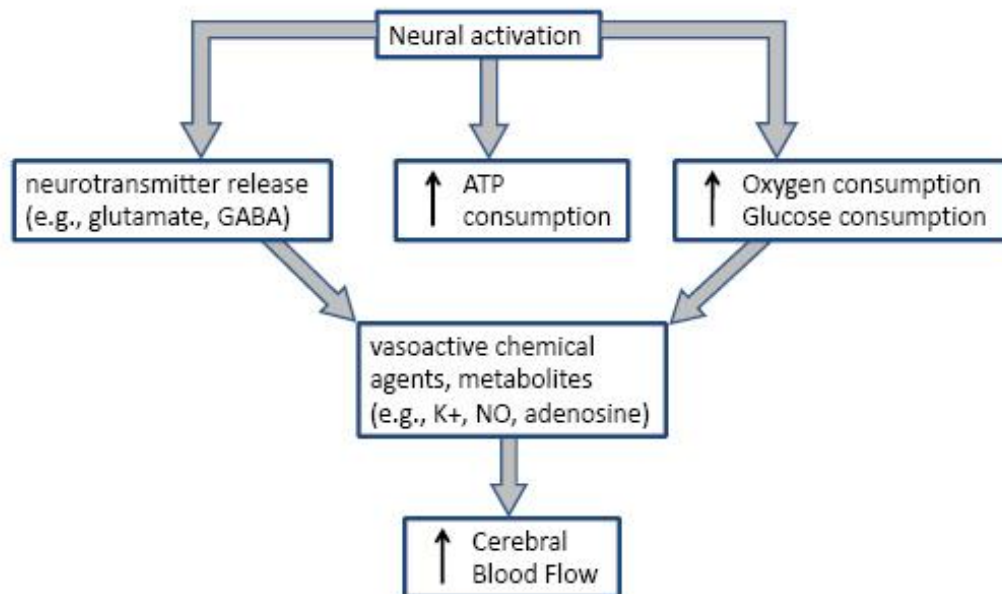 Neural activation
neurotransmitter release
(e.g., glutamate, GABA)
ATP
consumption
Oxygen consumption
Glucose consumption
vasoactive chemical
agents, metabolites
(e.g., K+, NO, adenosine)
Cerebral
Blood Flow